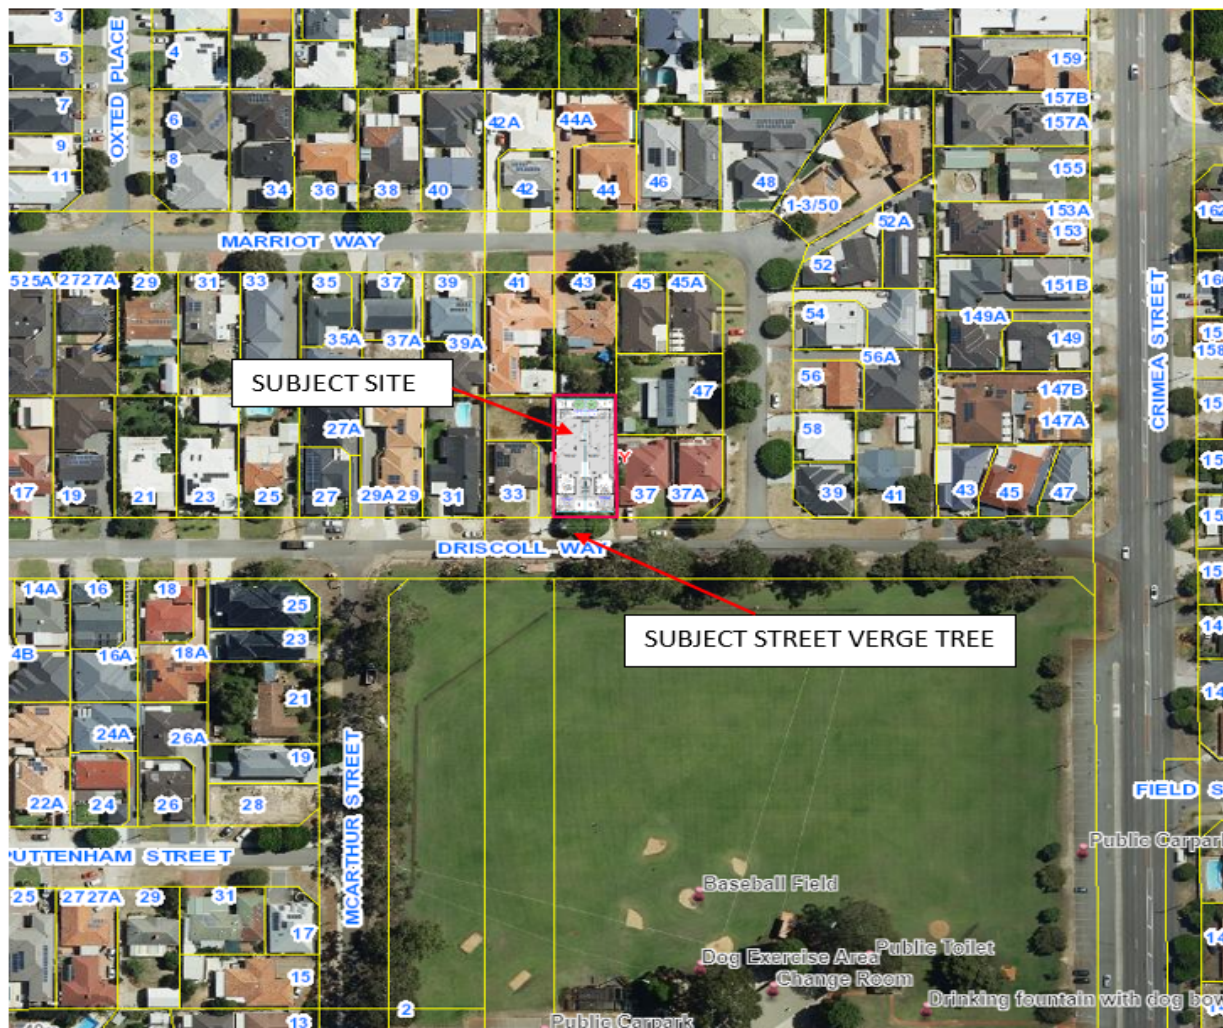 3
4
159
5
OXTED PLACE
7
6
42A
44A
157B
157A
9
8
155
11
34
36
38
40
42
44
46
48
1-3/50
153A
162
52A
153
MARRIOT WAY
52
525A
27
27A
29
31
33
35
37
39
41
43
45
45A
151B
CRIMEA STREET
54
149A
35A
37A
39A
149
56A
158
SUBJECT SITE
47
56
147B
147A
27A
58
17
19
21
23
25
27
29A
29
31
33
37
37A
39
41
43
45
47
DRISCOLL WAY
14A
16
18
25
23
SUBJECT STREET VERGE TREE
4B
16A
18A
21
24A
26A
19
22A
24
26
28
MCARTHUR STREET
FIELD S
PUTTENHAM STREET
Public Carpark
25
27
27A
29
31
Baseball Field
17
Dog Exercise Area
Public Toilet
15
Change Room
Drinking fountain with dog bow
2
13
Public Carpark